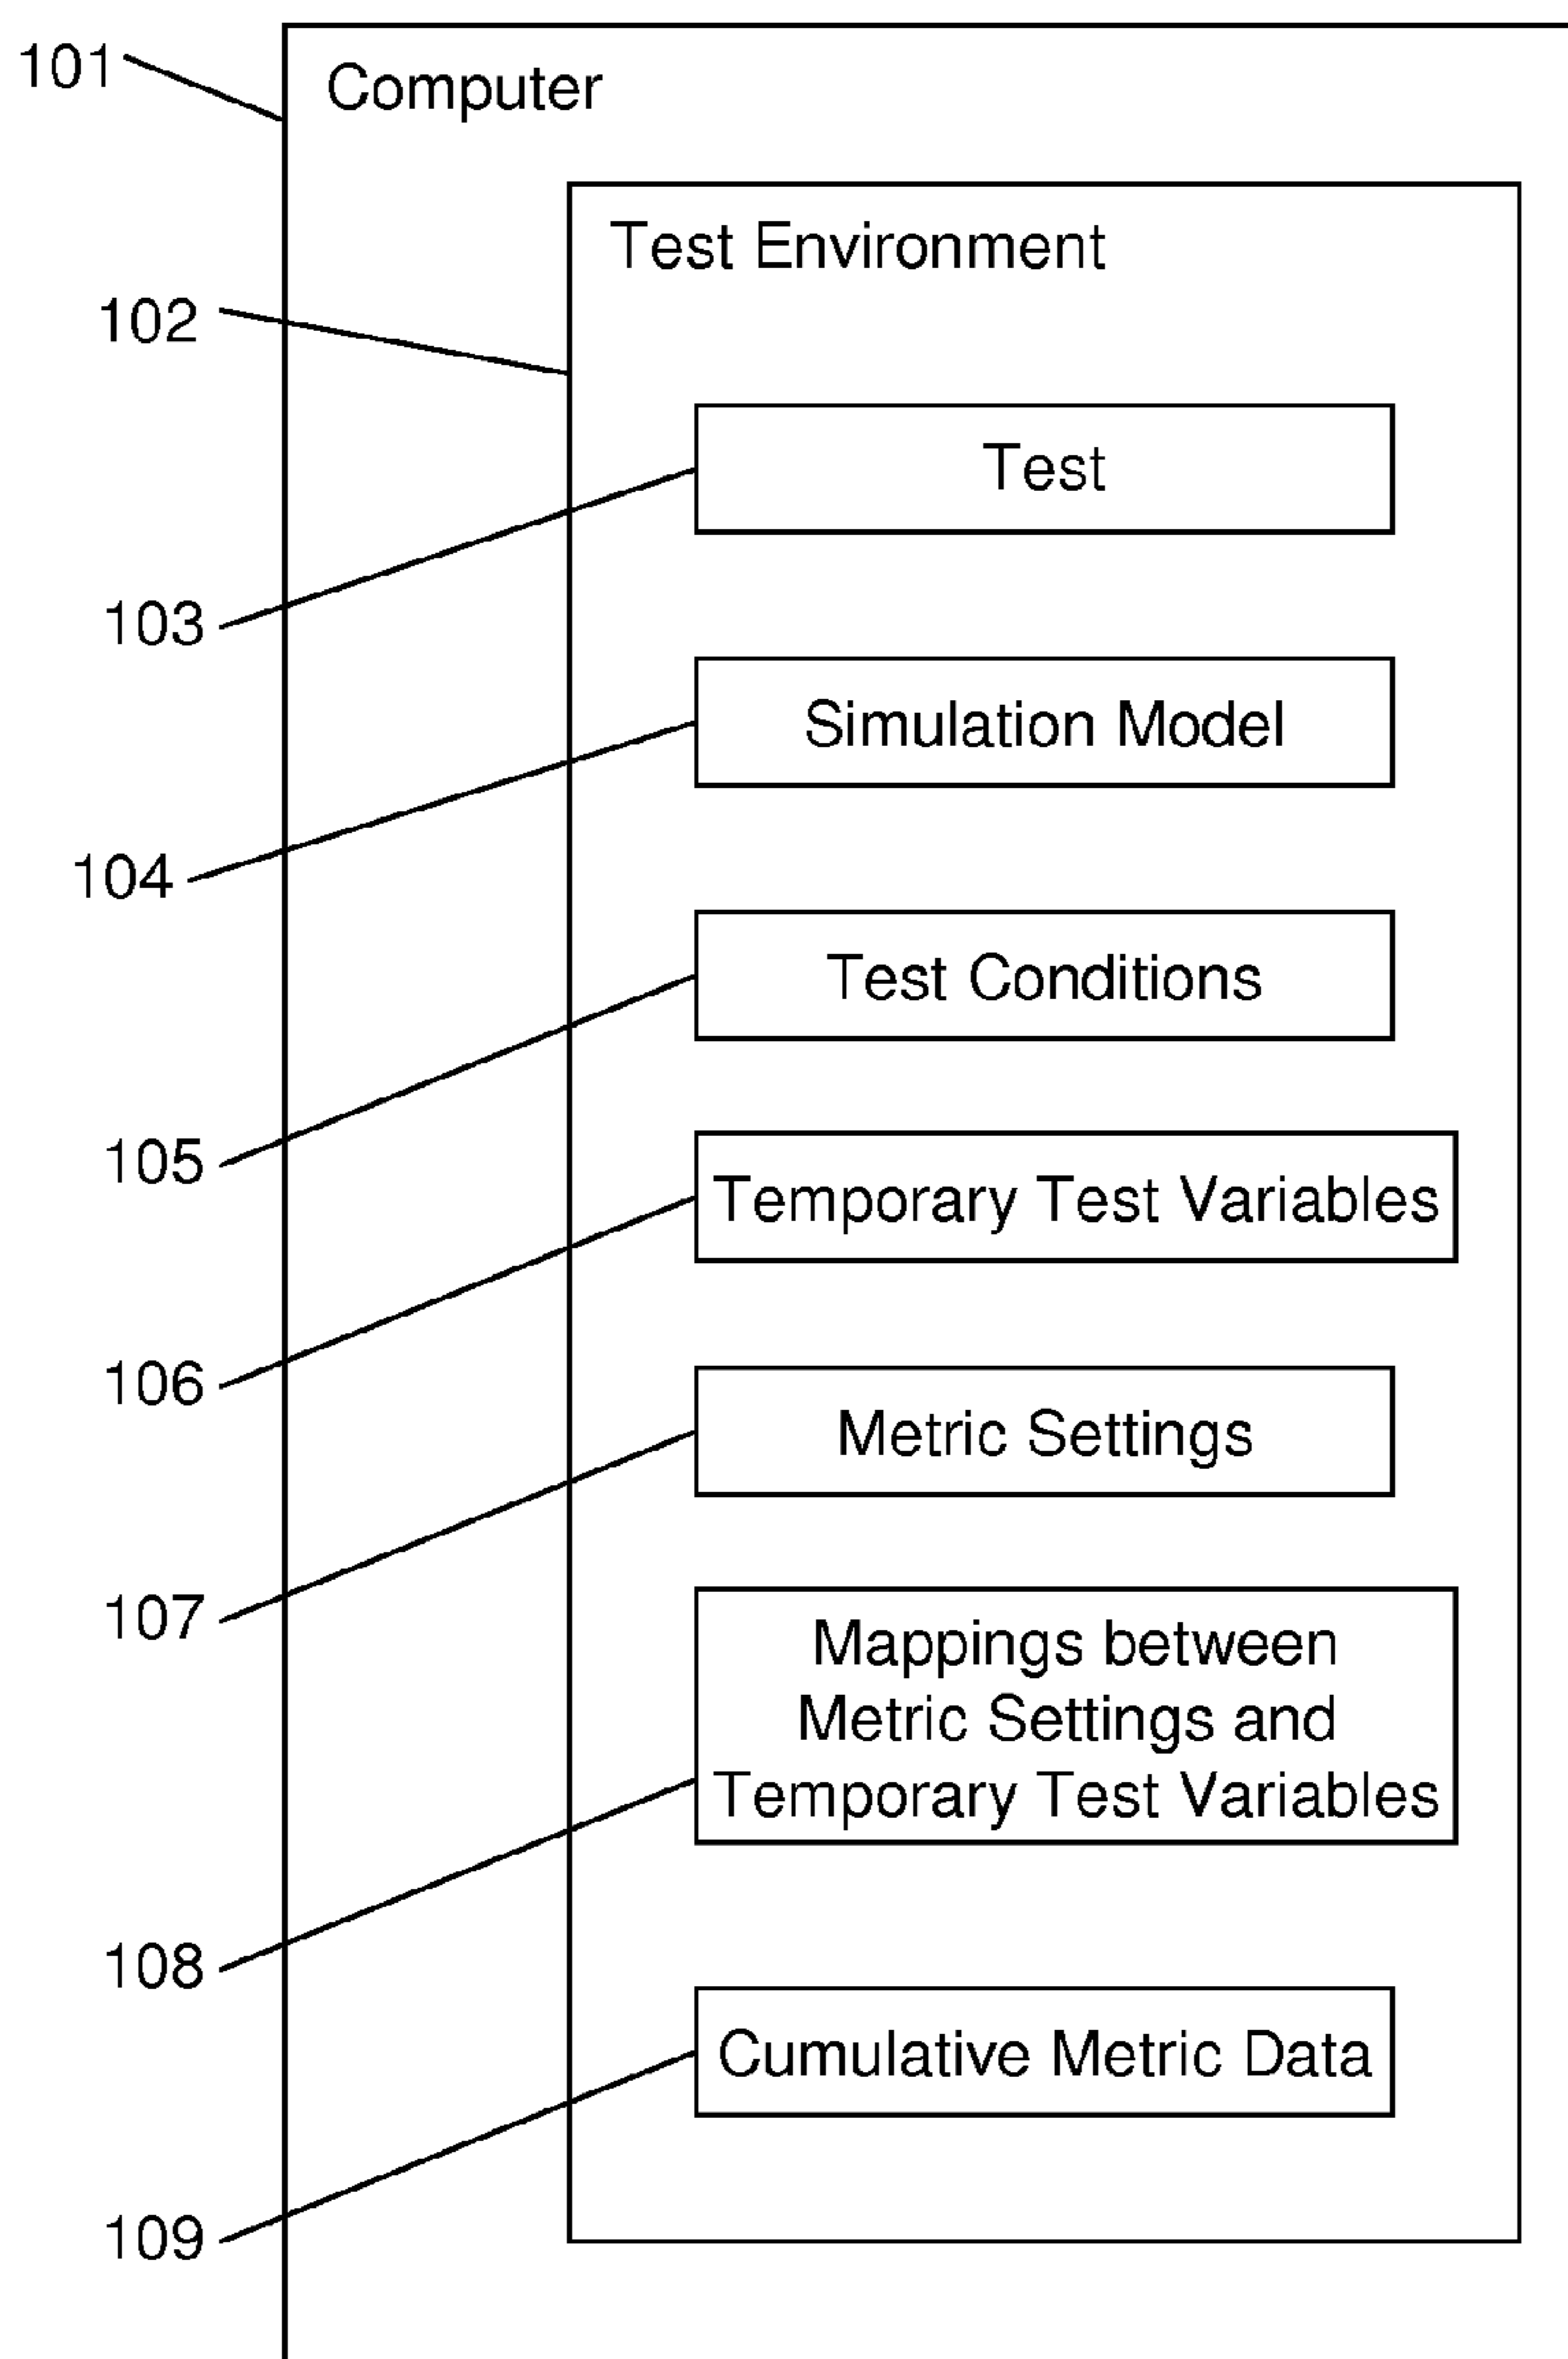 101
Computer
Test Environment
102
Test
103
Simulation Model
104
Test Conditions
105
Temporary Test Variables
106
Metric Settings
107
Mappings between
Metric Settings and
Temporary Test Variables
108
Cumulative Metric Data
109